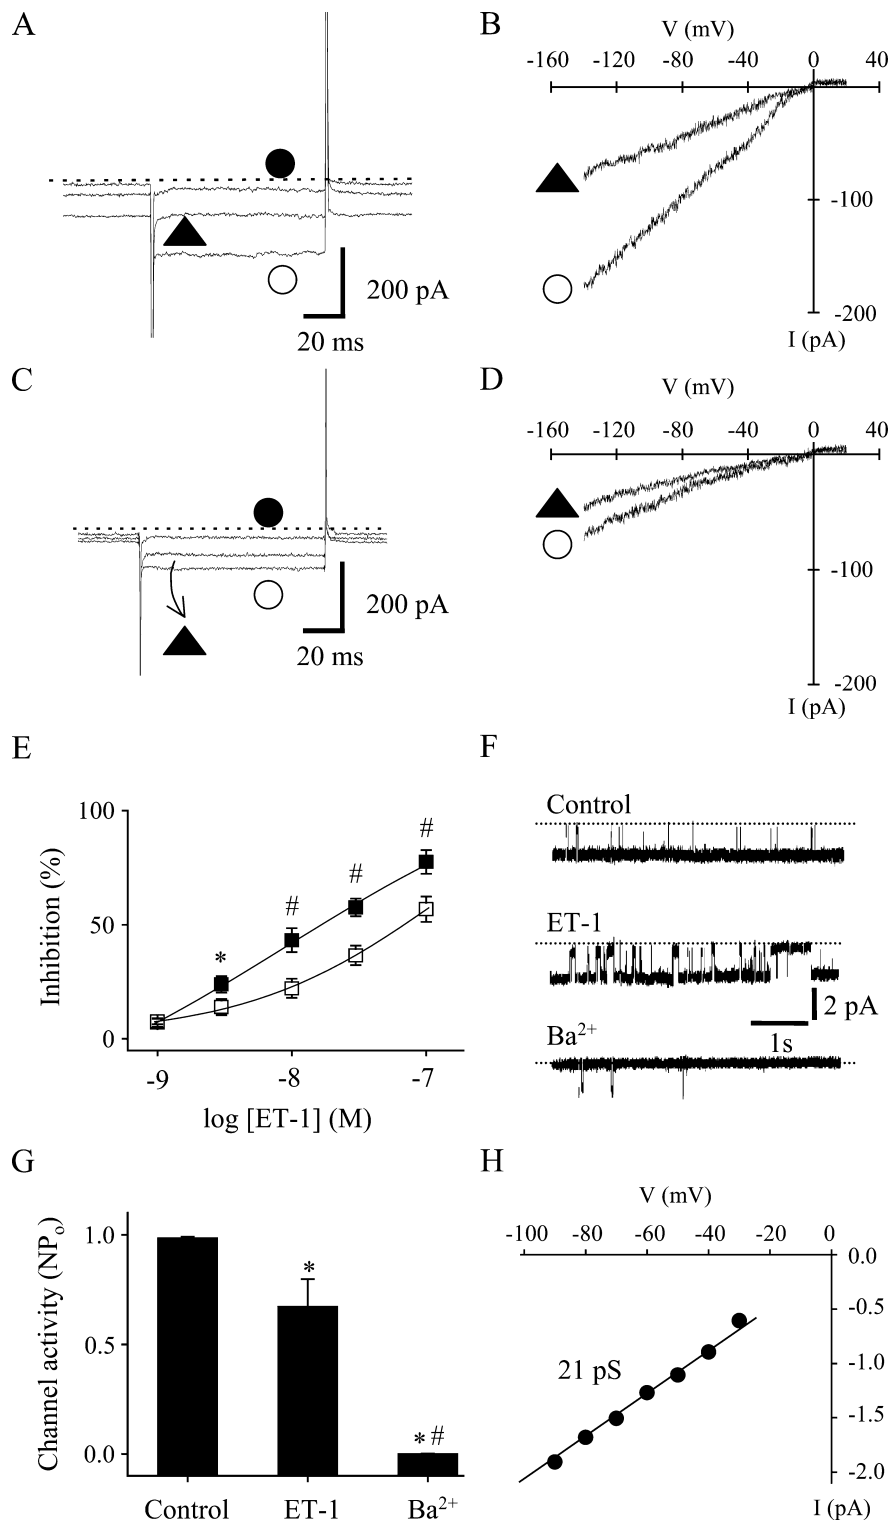 A
200 pA
20 ms
B
V (mV)
-160 -120 -80 -40 0 40
-100
-200
I (pA)
C
200 pA
20 ms
D
V (mV)
-160 -120 -80 -40 0 40
-100
-200
I (pA)
E
Inhibition (%)
100
50
0
* # # #
-9 -8 -7
log [ET-1] (M)
F
Control
ET-1
2 pA
1s
Ba²⁺
G
Channel activity (NPₒ)
1.0
0.5
0.0
*
* #
Control ET-1 Ba²⁺
H
V (mV)
-100 -80 -60 -40 -20 0
0.0
-0.5
-1.0
-1.5
-2.0
21 pS
I (pA)